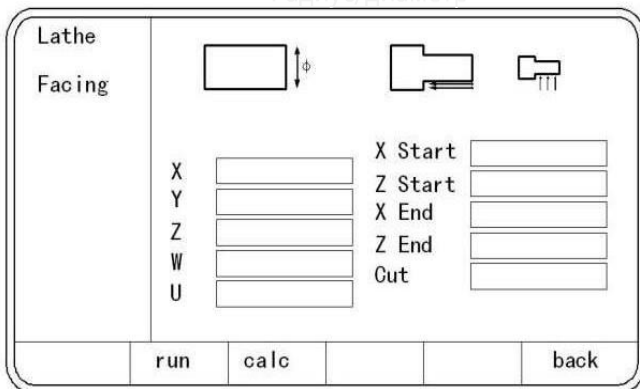 Lathe
Facing
ϕ
X
Y
Z
W
U
X Start
Z Start
X End
Z End
Cut
run calc back